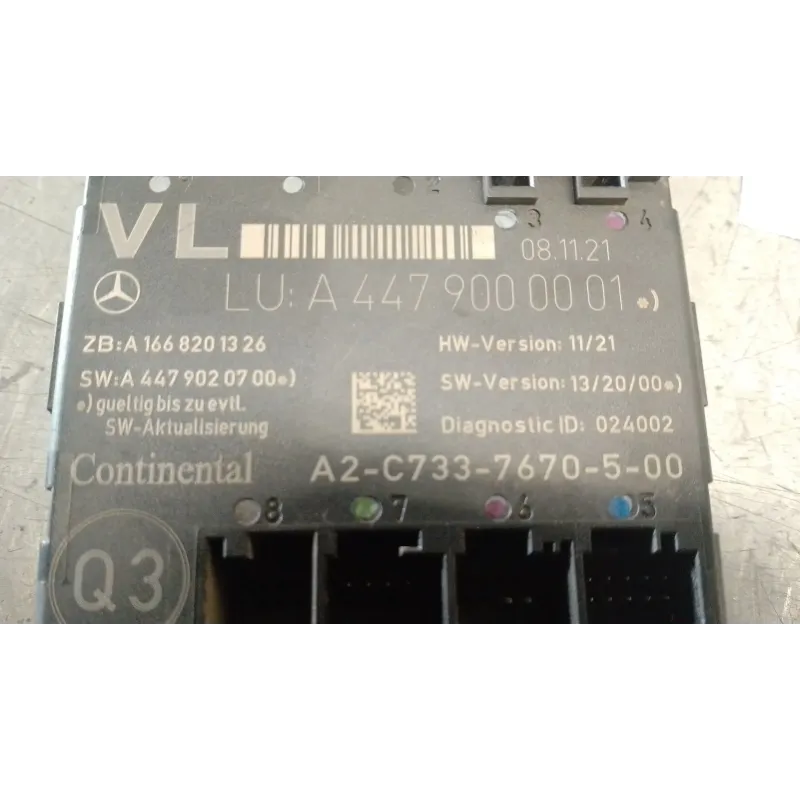 2
3 4
VL
08.11.21
LU: A 447 900 00 01 *)
ZB: A 166 820 13 26
HW-Version: 11/21
SW: A 447 902 07 00 *)
SW-Version: 13/20/00 *)
*) gueltig bis zu evtl.
SW-Aktualisierung
Diagnostic ID: 024002
Continental A2-C733-7670-5-00
8 7 6 5
Q3